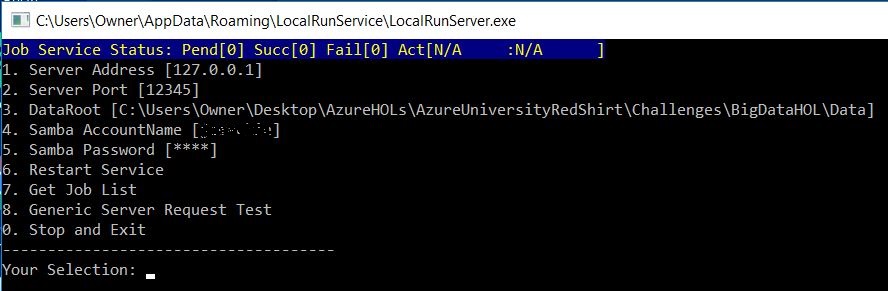 C:\Users\Owner\AppData\Roaming\LocalRunService\LocalRunServer.exe
Job Service Status: Pend[0] Succ[0] Fail[0] Act[N/A     :N/A      ]
1. Server Address [127.0.0.1]
2. Server Port [12345]
3. DataRoot [C:\Users\Owner\Desktop\AzureHOLs\AzureUniversityRedShirt\Challenges\BigDataHOL\Data]
4. Samba AccountName [        ]
5. Samba Password [****]
6. Restart Service
7. Get Job List
8. Generic Server Request Test
0. Stop and Exit
-------------------------------------
Your Selection: _